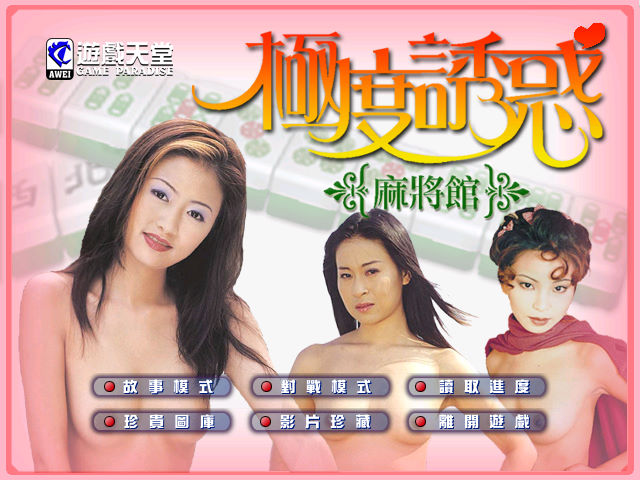 遊戲天堂
GAME PARADISE
AWEI
極度誘惑
麻將館
故事模式
對戰模式
讀取進度
珍貴圖庫
影片珍藏
離開遊戲